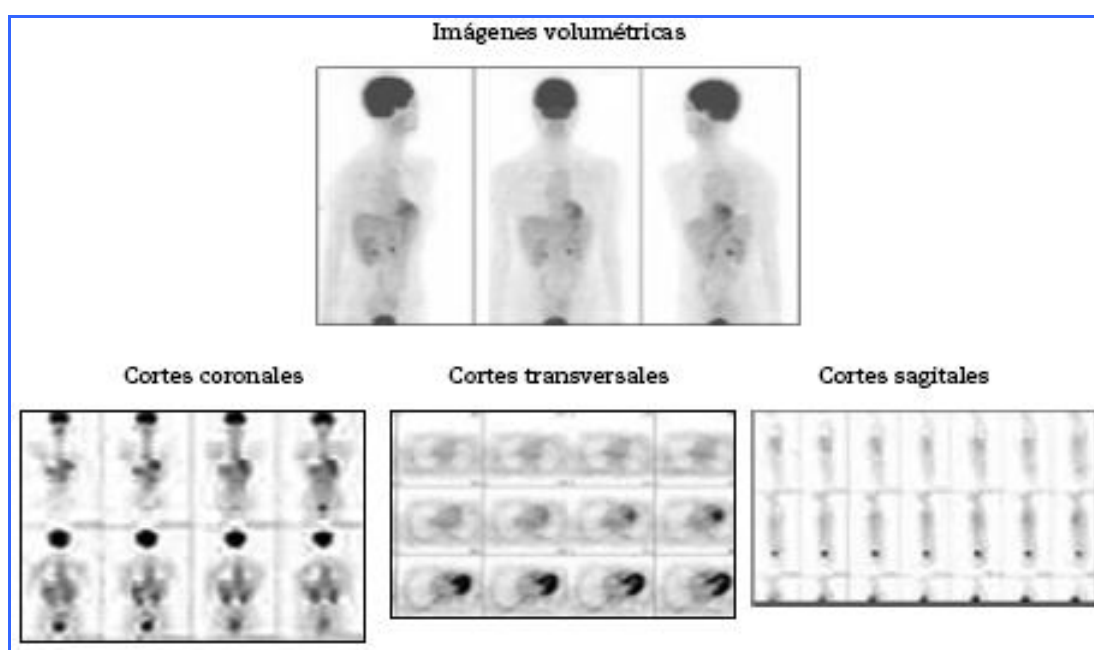 Imágenes volumétricas
Cortes coronales
Cortes transversales
Cortes sagitales